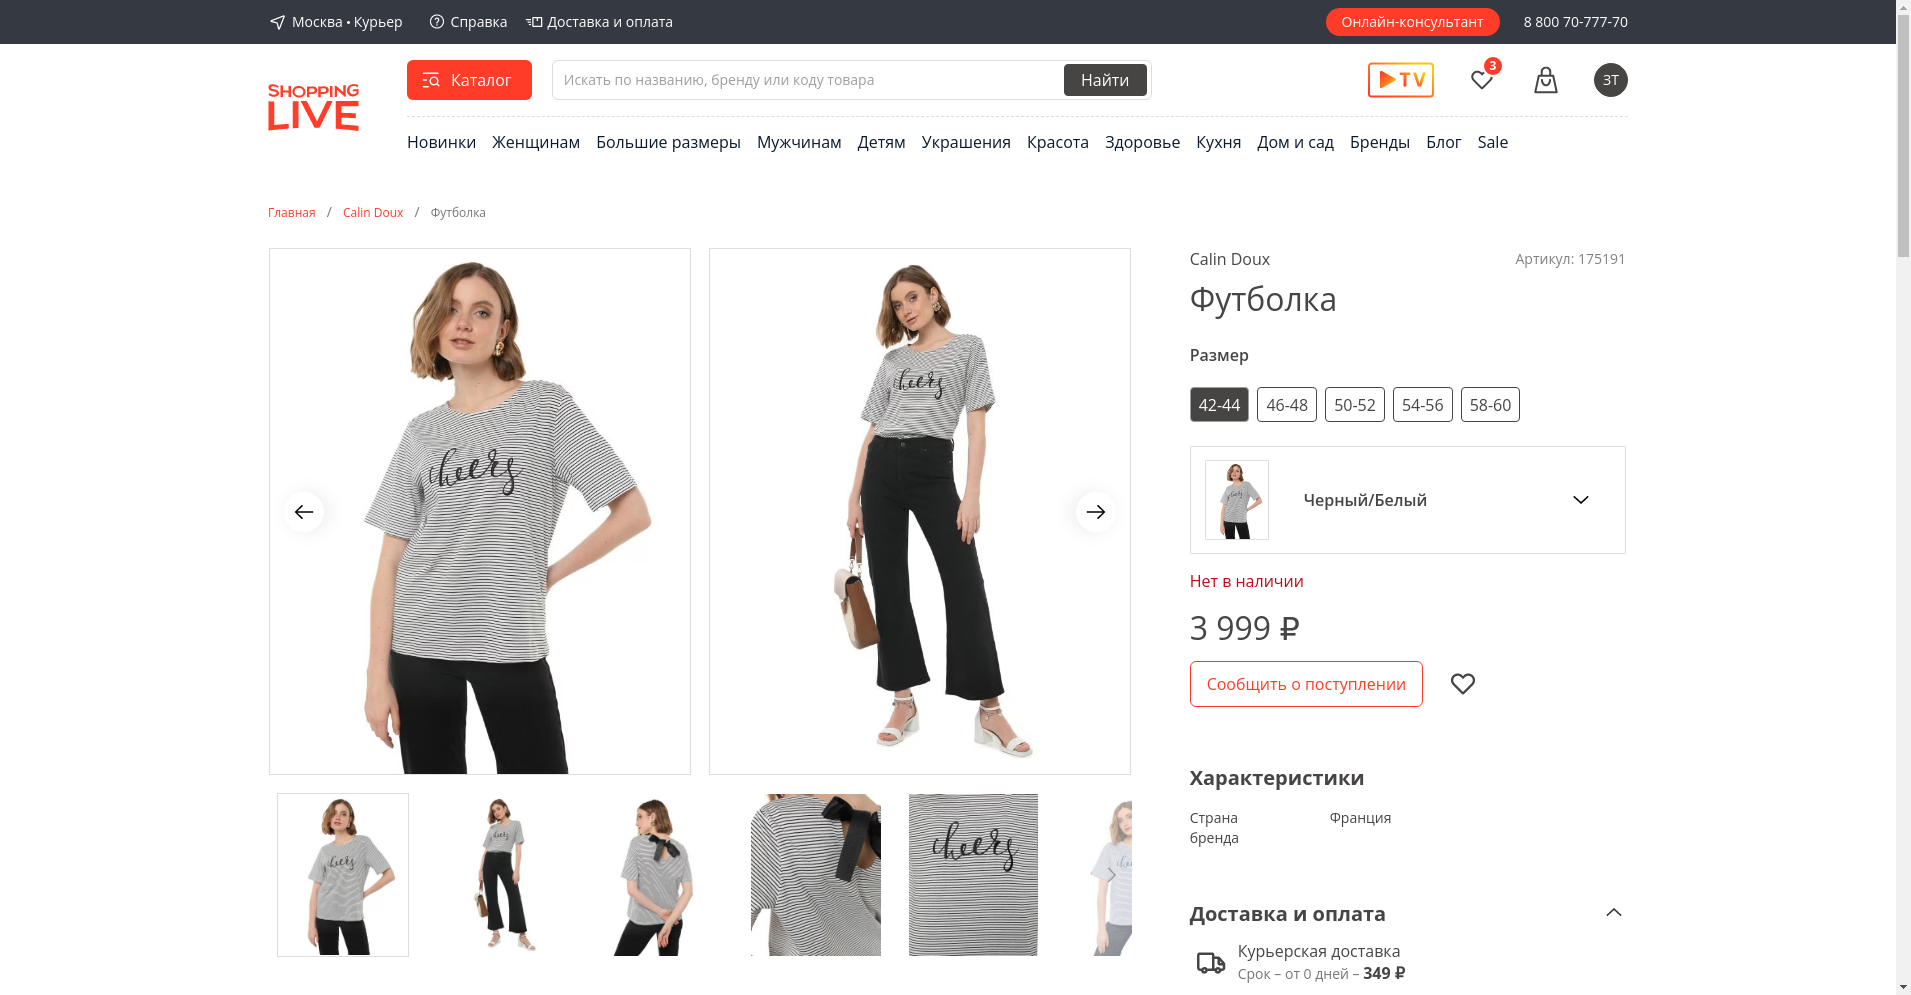 Москва • Курьер
Справка
Доставка и оплата
Онлайн-консультант
8 800 70-777-70
SHOPPING
LIVE
Каталог
Искать по названию, бренду или коду товара
Найти
TV
3
ЗТ
Новинки
Женщинам
Большие размеры
Мужчинам
Детям
Украшения
Красота
Здоровье
Кухня
Дом и сад
Бренды
Блог
Sale
Главная / Calin Doux / Футболка
cheers
cheers
Calin Doux
Артикул: 175191
Футболка
Размер
42-44
46-48
50-52
54-56
58-60
Черный/Белый
Нет в наличии
3 999 ₽
Сообщить о поступлении
Характеристики
Страна бренда
Франция
cheers
cheers
cheers
Доставка и оплата
Курьерская доставка
Срок – от 0 дней – 349 ₽